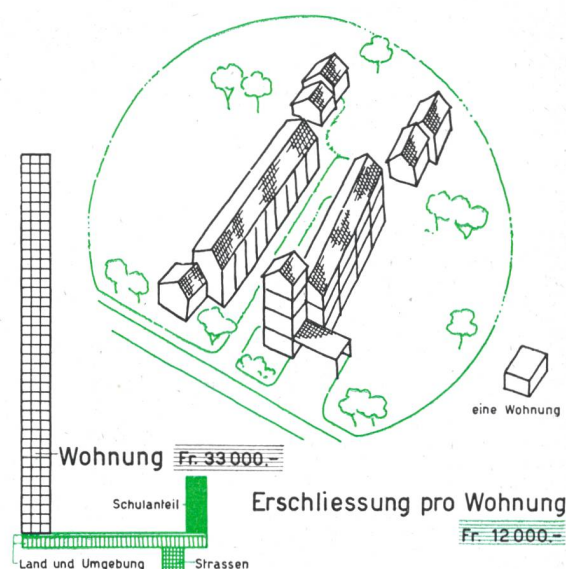 eine Wohnung
Wohnung Fr. 33 000.-
Schulanteil
Erschliessung pro Wohnung
Fr. 12 000.-
Land und Umgebung
Strassen